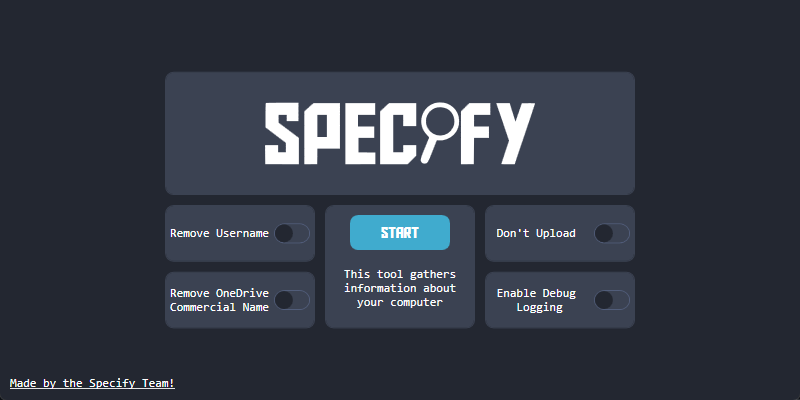 SPECIFY
Remove Username
START
Don't Upload
This tool gathers
information about
your computer
Remove OneDrive
Commercial Name
Enable Debug
Logging
Made by the Specify Team!